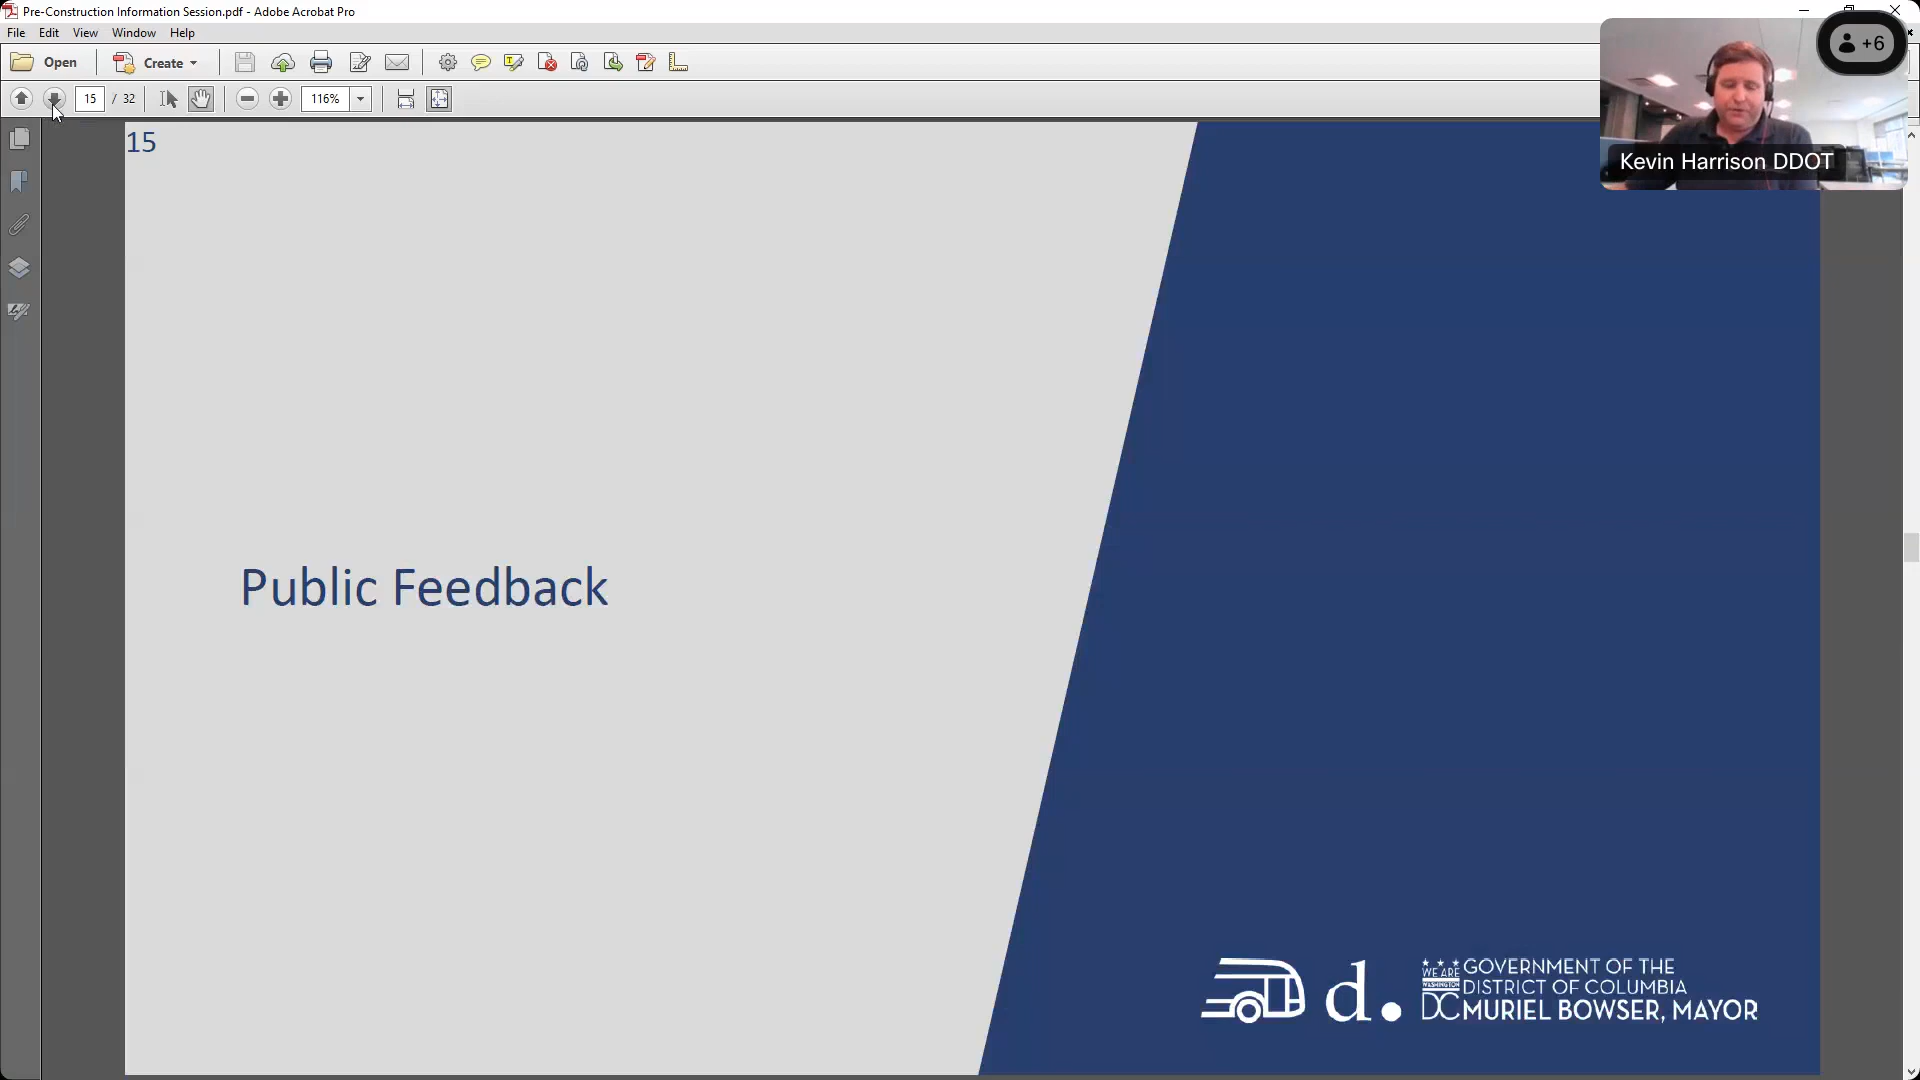 Pre-Construction Information Session.pdf - Adobe Acrobat Pro
File Edit View Window Help
Open
Create
+6
15 / 32
116%
Kevin Harrison DDOT
15
Public Feedback
d.
WE ARE
WASHINGTON
DC
GOVERNMENT OF THE
DISTRICT OF COLUMBIA
MURIEL BOWSER, MAYOR